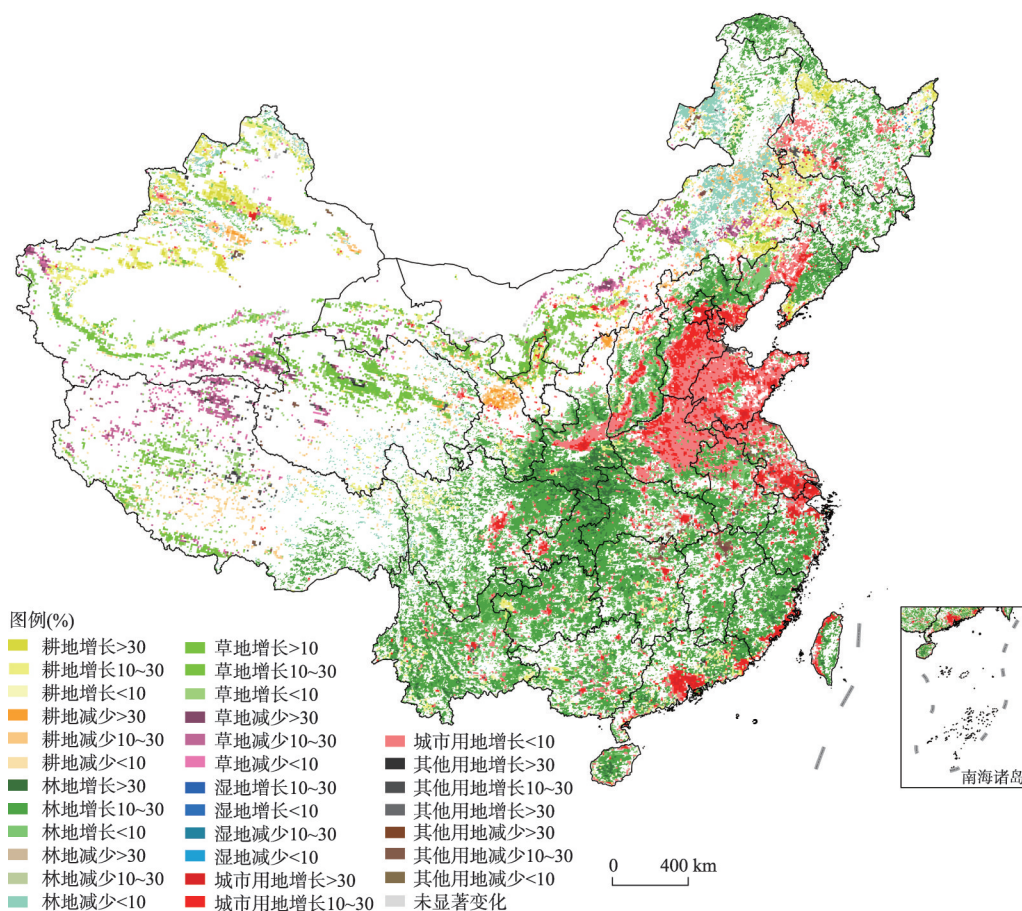 图例(%)
耕地增长>30
耕地增长10~30
耕地增长<10
耕地减少>30
耕地减少10~30
耕地减少<10
林地增长>30
林地增长10~30
林地增长<10
林地减少>30
林地减少10~30
林地减少<10
草地增长>10
草地增长10~30
草地增长<10
草地减少>30
草地减少10~30
草地减少<10
湿地增长10~30
湿地增长<10
湿地减少10~30
湿地减少<10
城市用地增长>30
城市用地增长10~30
城市用地增长<10
其他用地增长>30
其他用地增长10~30
其他用地增长>30
其他用地减少>30
其他用地减少10~30
其他用地减少<10
未显著变化
0 400 km
南海诸岛